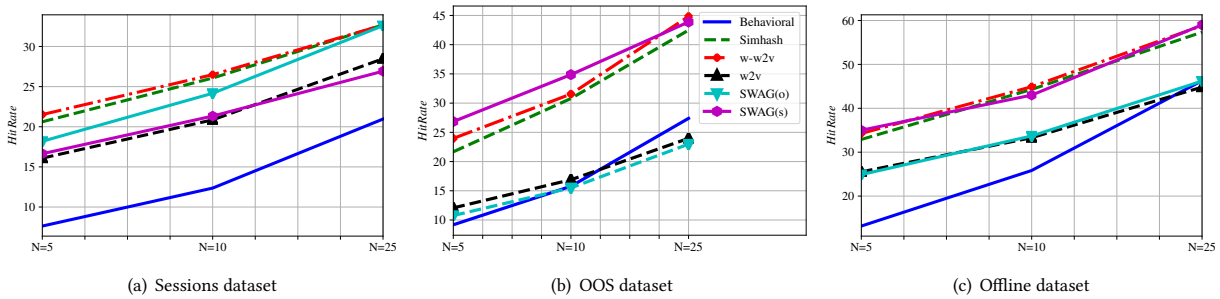 HitRate
30
25
20
15
10
N=5
N=10
N=25
(a) Sessions dataset
HitRate
45
40
35
30
25
20
15
10
N=5
N=10
N=25
Behavioral
Simhash
w-w2v
w2v
SWAG(o)
SWAG(s)
(b) OOS dataset
HitRate
60
50
40
30
20
N=5
N=10
N=25
(c) Offline dataset